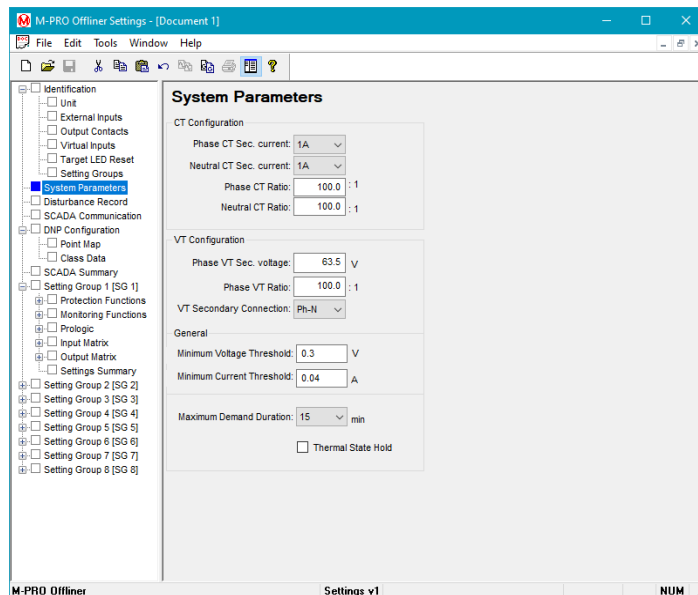 M-PRO Offliner Settings - [Document 1]
File Edit Tools Window Help
Identification
Unit
External Inputs
Output Contacts
Virtual Inputs
Target LED Reset
Setting Groups
System Parameters
Disturbance Record
SCADA Communication
DNP Configuration
Point Map
Class Data
SCADA Summary
Setting Group 1 [SG 1]
Protection Functions
Monitoring Functions
Prologic
Input Matrix
Output Matrix
Settings Summary
Setting Group 2 [SG 2]
Setting Group 3 [SG 3]
Setting Group 4 [SG 4]
Setting Group 5 [SG 5]
Setting Group 6 [SG 6]
Setting Group 7 [SG 7]
Setting Group 8 [SG 8]
System Parameters
CT Configuration
Phase CT Sec. current: 1A
Neutral CT Sec. current: 1A
Phase CT Ratio: 100.0 : 1
Neutral CT Ratio: 100.0 : 1
VT Configuration
Phase VT Sec. voltage: 63.5 V
Phase VT Ratio: 100.0 : 1
VT Secondary Connection: Ph-N
General
Minimum Voltage Threshold: 0.3 V
Minimum Current Threshold: 0.04 A
Maximum Demand Duration: 15 min
Thermal State Hold
M-PRO Offliner Settings v1 NUM